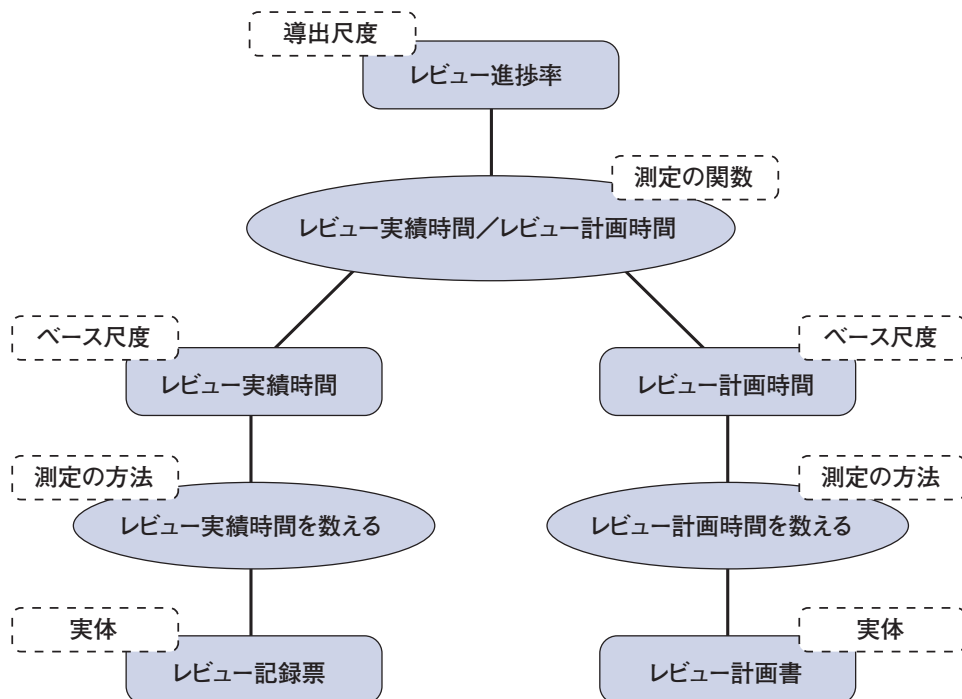 導出尺度
レビュー進捗率
測定の関数
レビュー実績時間／レビュー計画時間
ベース尺度
レビュー実績時間
ベース尺度
レビュー計画時間
測定の方法
レビュー実績時間を数える
測定の方法
レビュー計画時間を数える
実体
レビュー記録票
実体
レビュー計画書